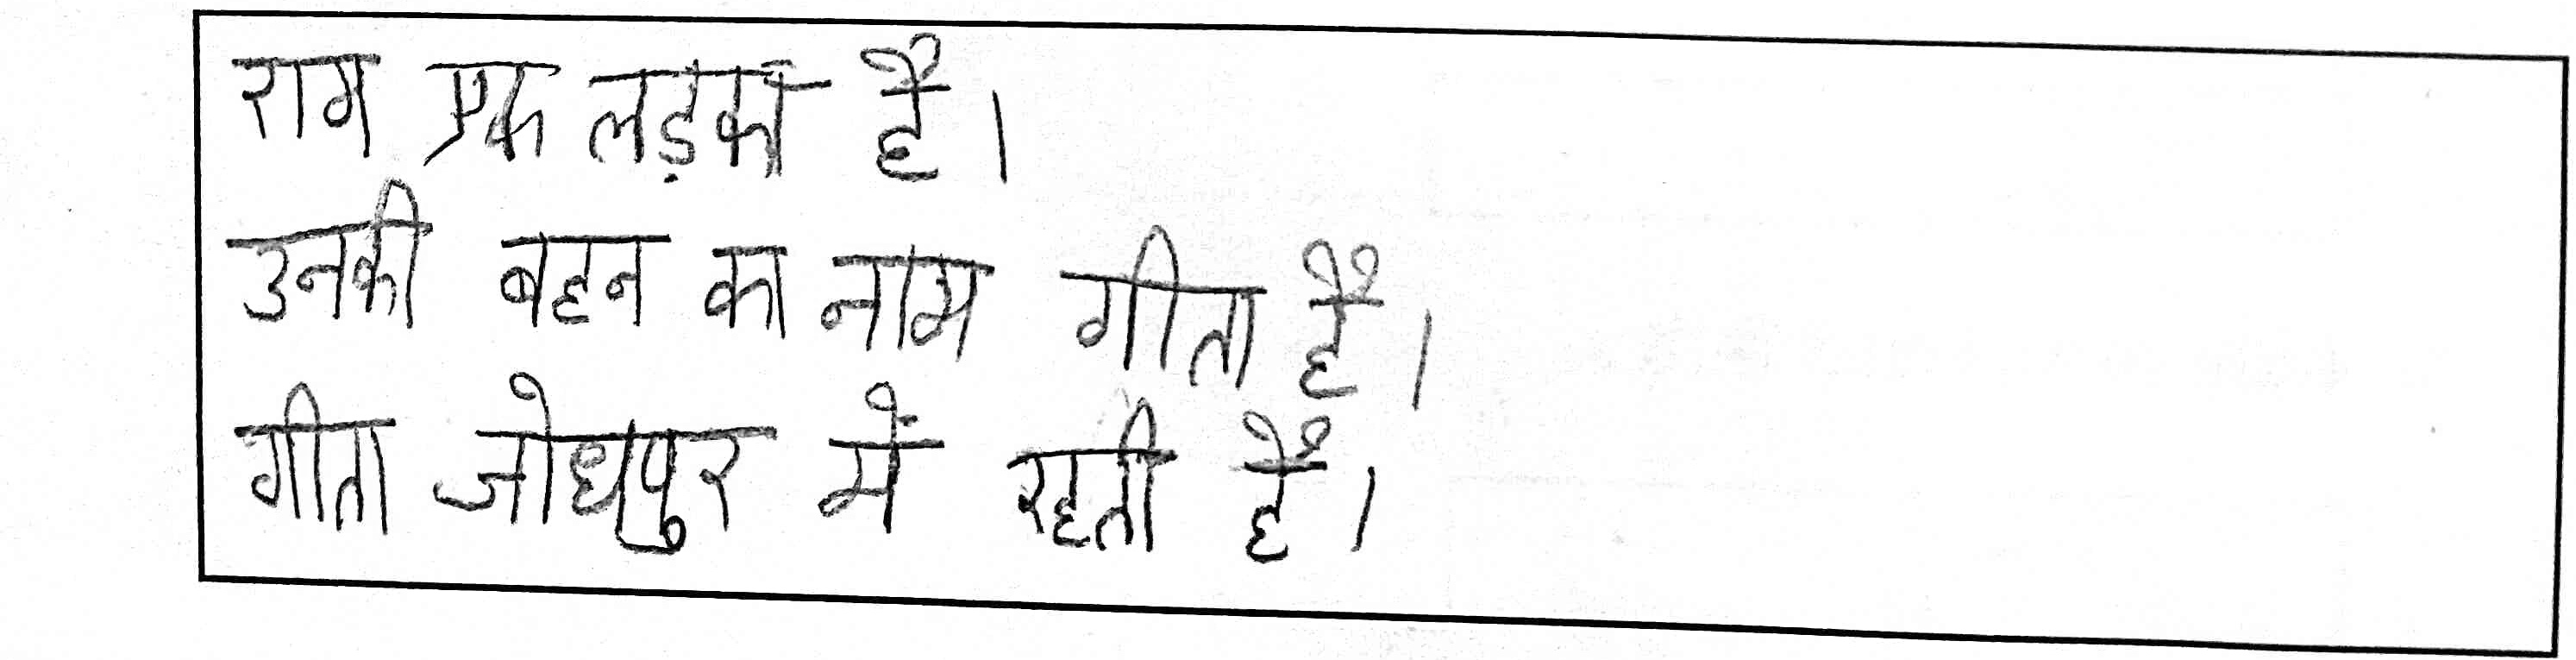 राम एक लड़का है।
उनकी बहन का नाम गीता है।
गीता जोधपुर में रहती है।